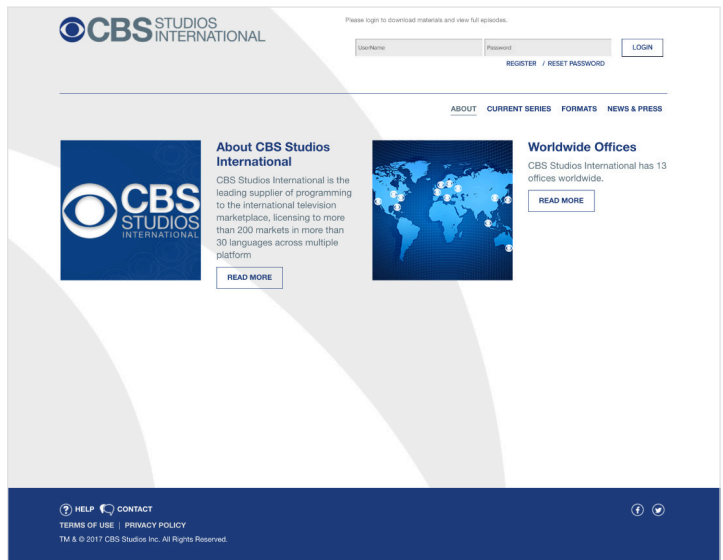 CBS STUDIOS
INTERNATIONAL
Please login to download materials and view full episodes.
UserName
Password
LOGIN
REGISTER / RESET PASSWORD
ABOUT CURRENT SERIES FORMATS NEWS & PRESS
CBS
STUDIOS
INTERNATIONAL
About CBS Studios
International
CBS Studios International is the
leading supplier of programming
to the international television
marketplace, licensing to more
than 200 markets in more than
30 languages across multiple
platform
READ MORE
Worldwide Offices
CBS Studios International has 13
offices worldwide.
READ MORE
? HELP CONTACT
TERMS OF USE | PRIVACY POLICY
TM & © 2017 CBS Studios Inc. All Rights Reserved.